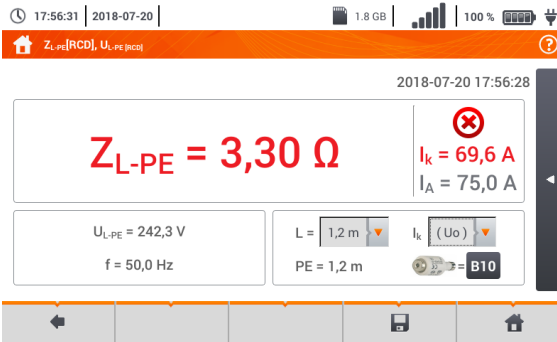 17:56:31 2018-07-20 1.8 GB 100 %
ZL-PE[RCD], UL-PE [RCD] ?
2018-07-20 17:56:28
ZL-PE = 3,30 Ω
Ik = 69,6 A
IA = 75,0 A
UL-PE = 242,3 V
f = 50,0 Hz
L = 1,2 m Ik (Uo)
PE = 1,2 m = B10